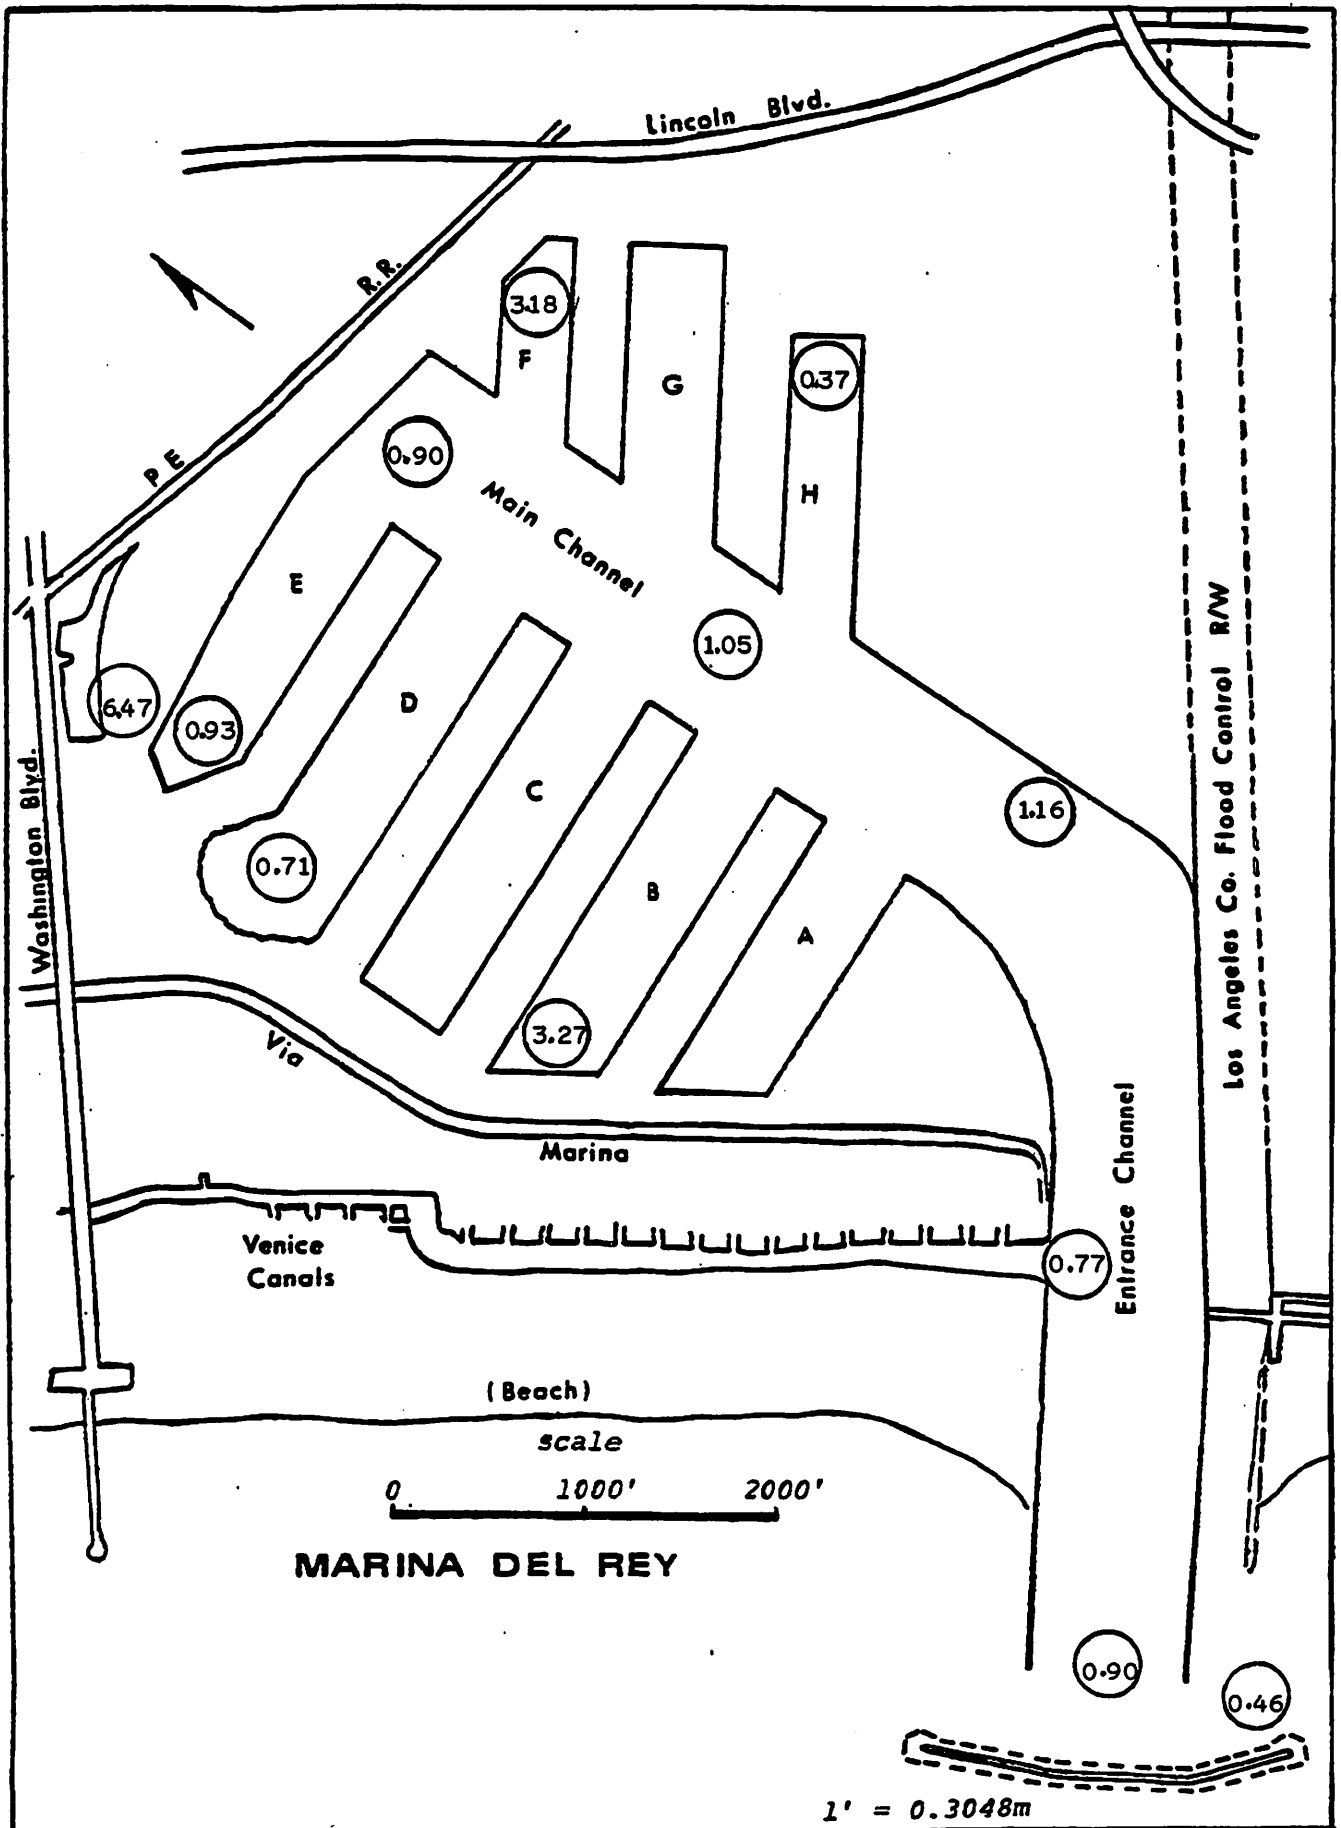 Lincoln Blvd.
R.R.
P E
3.18
F
G
0.37
0.90
Main Channel
H
E
1.05
D
6.47
0.93
C
1.16
Washington Blvd.
0.71
B
A
Los Angeles Co. Flood Control R/W
3.27
Via
Marina
Entrance Channel
Venice
Canals
0.77
(Beach)
scale
0 1000' 2000'
MARINA DEL REY
0.90
0.46
1' = 0.3048m